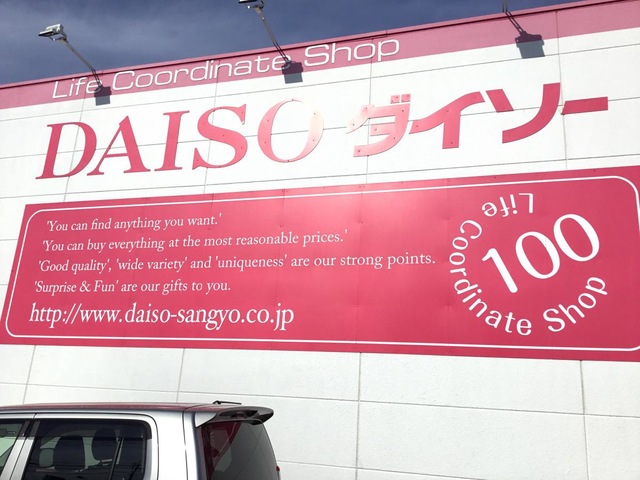 Life Coordinate Shop
DAISO ダイソー
'You can find anything you want.'
'You can buy everything at the most reasonable prices.'
'Good quality', 'wide variety' and 'uniqueness' are our strong points.
'Surprise & Fun' are our gifts to you.
http://www.daiso-sangyo.co.jp
100
Life Coordinate Shop